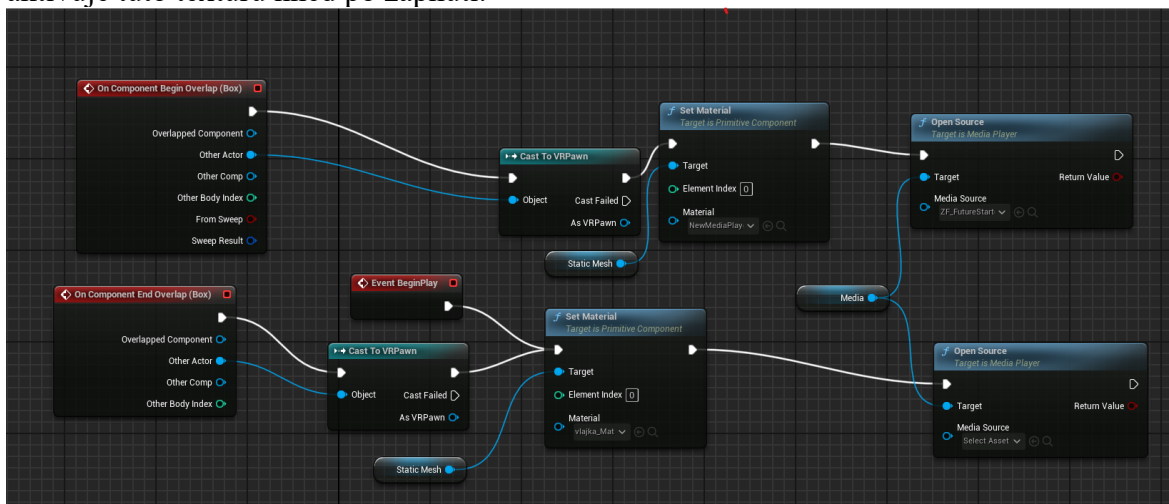 On Component Begin Overlap (Box)
Overlapped Component
Other Actor
Other Comp
Other Body Index
From Sweep
Sweep Result
Cast To VRPawn
Object
Cast Failed
As VRPawn
Static Mesh
Set Material
Target is Primitive Component
Target
Element Index 0
Material
NewMediaPlay
Open Source
Target is Media Player
Target
Return Value
Media Source
ZF_FutureStart
Media
On Component End Overlap (Box)
Overlapped Component
Other Actor
Other Comp
Other Body Index
Event BeginPlay
Cast To VRPawn
Object
Cast Failed
As VRPawn
Static Mesh
Set Material
Target is Primitive Component
Target
Element Index 0
Material
vlajka_Mat
Open Source
Target is Media Player
Target
Return Value
Media Source
Select Asset